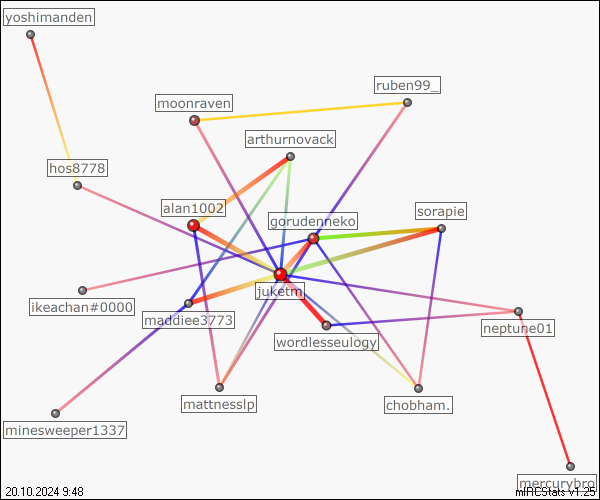 yoshimanden
ruben99_
moonraven
arthurnovack
hos8778
alan1002
sorapie
gorudenneko
juketm
ikeachan#0000
maddiee3773
neptune01
wordlesseulogy
mattnesslp
chobham.
minesweeper1337
mercurybro
20.10.2024 9:48
mIRCStats v1.25